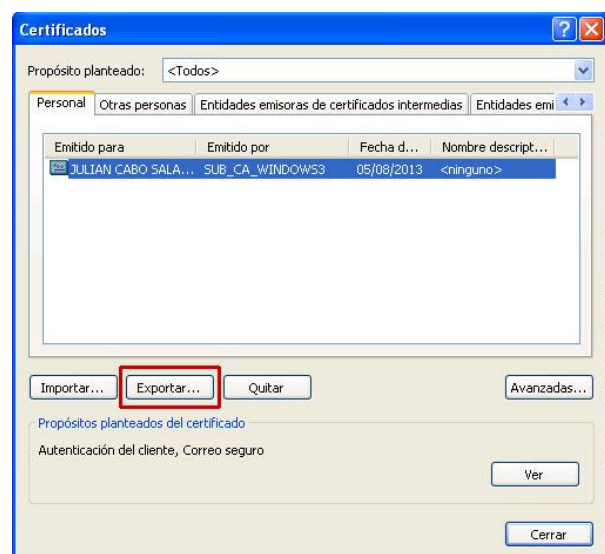 Certificados
Propósito planteado: <Todos>
Personal Otras personas Entidades emisoras de certificados intermedias Entidades emi
Emitido para Emitido por Fecha d... Nombre descript...
JULIAN CABO SALA... SUB_CA_WINDOWS3 05/08/2013 <ninguno>
Importar... Exportar... Quitar Avanzadas...
Propósitos planteados del certificado
Autenticación del cliente, Correo seguro
Ver
Cerrar